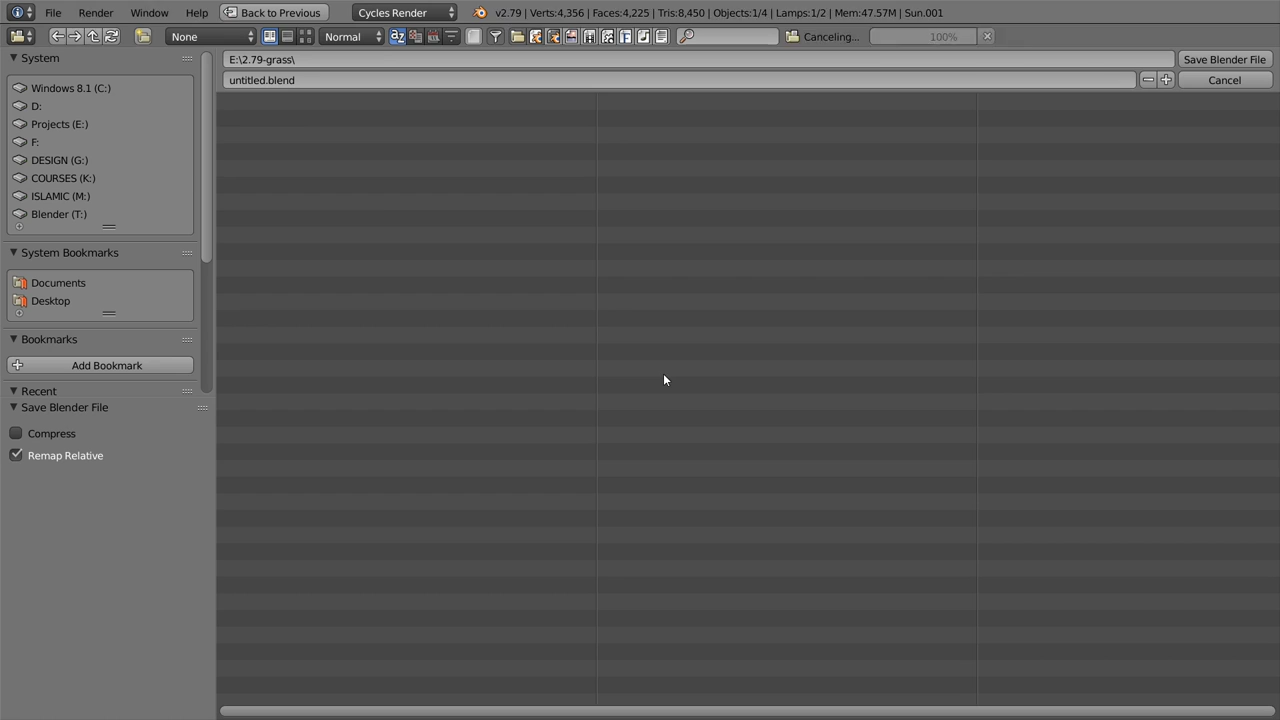 File Render Window Help Back to Previous Cycles Render v2.79 | Verts:4,356 | Faces:4,225 | Tris:8,450 | Objects:1/4 | Lamps:1/2 | Mem:47.57M | Sun.001
None Normal Canceling... 100%
System
E:\2.79-grass\ Save Blender File
untitled.blend Cancel
Windows 8.1 (C:)
D:
Projects (E:)
F:
DESIGN (G:)
COURSES (K:)
ISLAMIC (M:)
Blender (T:)
System Bookmarks
Documents
Desktop
Bookmarks
Add Bookmark
Recent
Save Blender File
Compress
Remap Relative